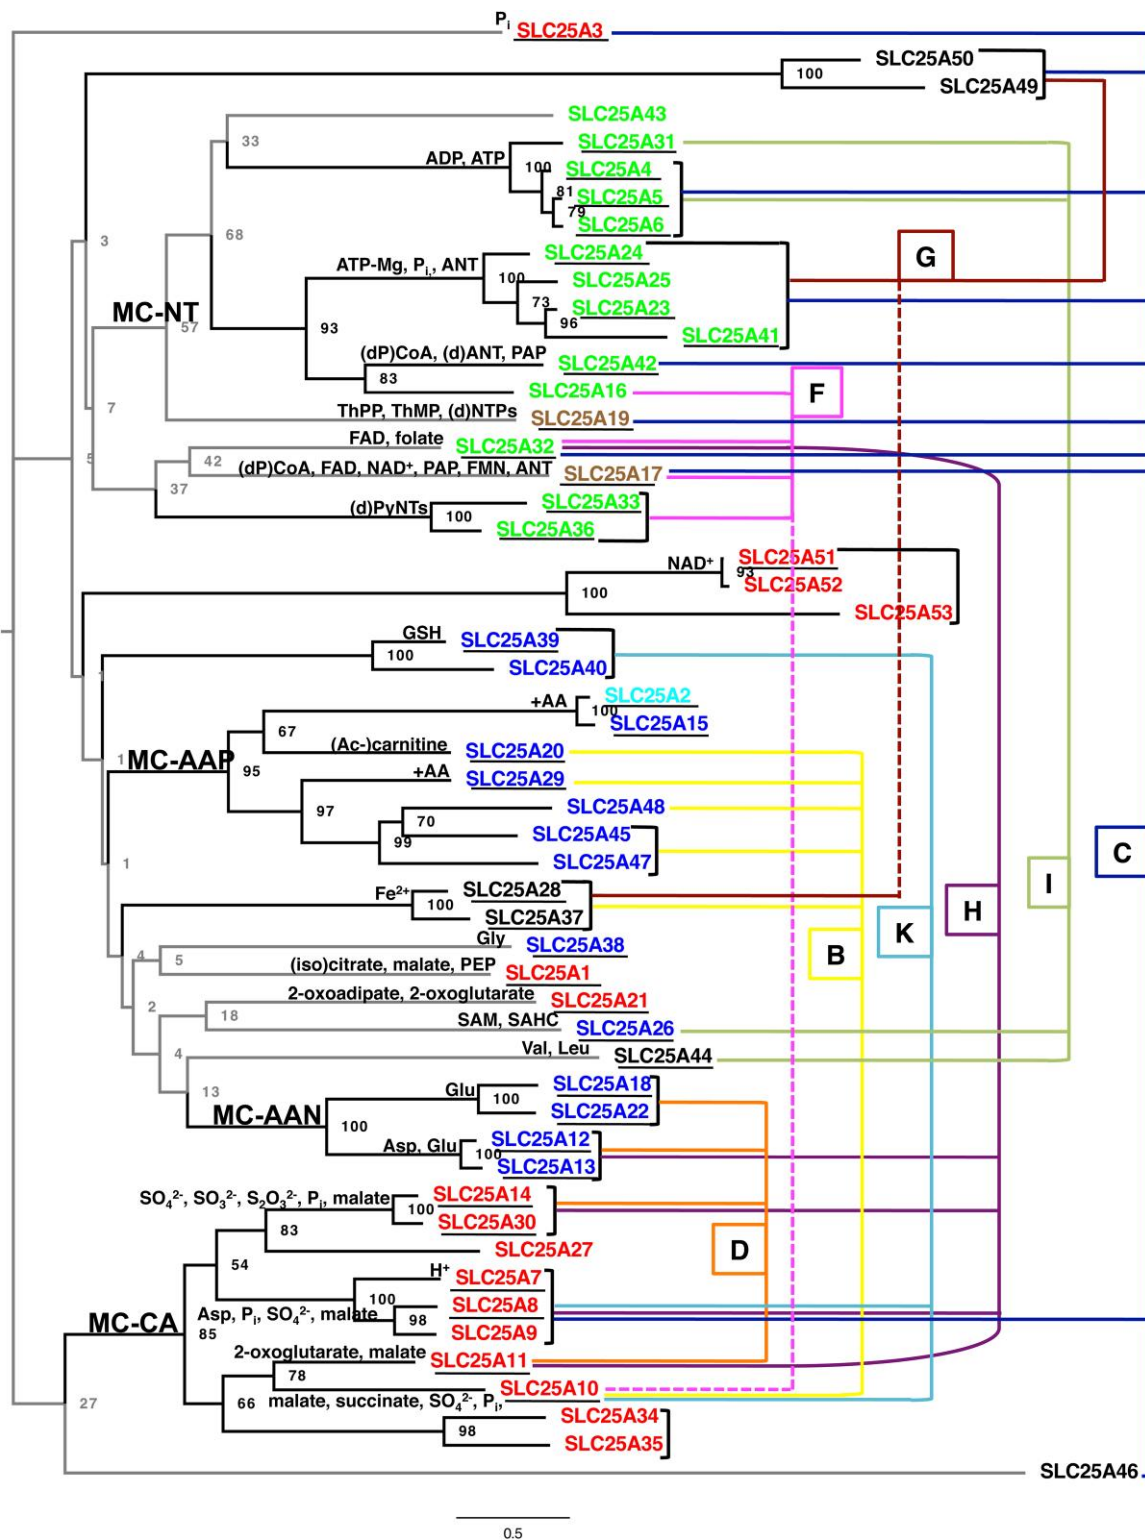 Pi SLC25A3
SLC25A50
100
SLC25A49
SLC25A43
33
SLC25A31
ADP, ATP
100
SLC25A4
81
SLC25A5
79
SLC25A6
3
68
SLC25A24
G
ATP-Mg, Pi,, ANT
100
SLC25A25
73
SLC25A23
MC-NT
57
93
96
SLC25A41
(dP)CoA, (d)ANT, PAP
SLC25A42
83
SLC25A16
F
7
ThPP, ThMP, (d)NTPs
SLC25A19
FAD, folate
SLC25A32
5
42
(dP)CoA, FAD, NAD+, PAP, FMN, ANT
SLC25A17
37
(d)PyNTs
SLC25A33
100
SLC25A36
NAD+
SLC25A51
93
SLC25A52
100
SLC25A53
GSH
SLC25A39
100
SLC25A40
1
+AA
SLC25A2
100
SLC25A15
67
(Ac-)carnitine
SLC25A20
1
MC-AAP
95
+AA
SLC25A29
97
SLC25A48
70
SLC25A45
99
SLC25A47
C
1
I
Fe2+
SLC25A28
100
SLC25A37
H
K
Gly
SLC25A38
B
4
5
(iso)citrate, malate, PEP
SLC25A1
2-oxoadipate, 2-oxoglutarate
SLC25A21
2
18
SAM, SAHC
SLC25A26
4
Val, Leu
SLC25A44
13
Glu
SLC25A18
100
SLC25A22
MC-AAN
100
Asp, Glu
SLC25A12
100
SLC25A13
SO42-, SO32-, S2O32-, Pi, malate
SLC25A14
100
SLC25A30
83
SLC25A27
D
54
H+
SLC25A7
100
SLC25A8
Asp, Pi, SO42-, malate
98
SLC25A9
MC-CA
85
2-oxoglutarate, malate
SLC25A11
78
SLC25A10
27
66
malate, succinate, SO42-, Pi,
SLC25A34
98
SLC25A35
SLC25A46
0.5